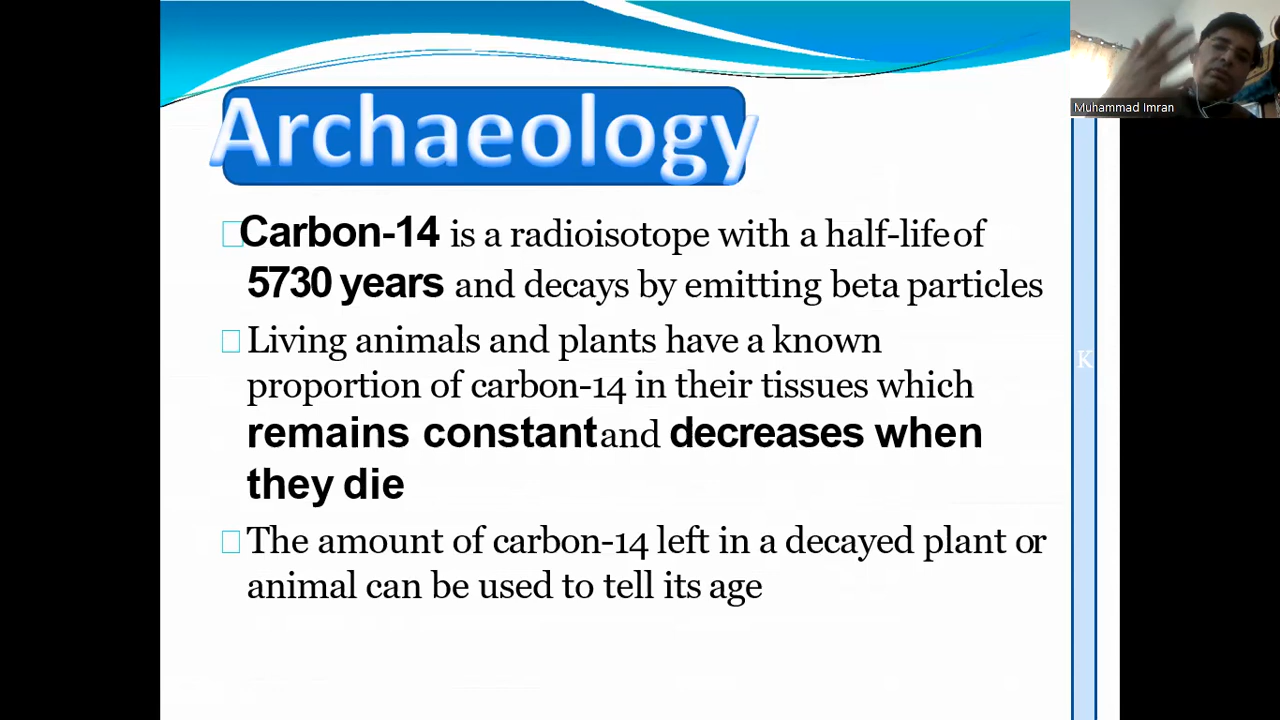 Archaeology
Muhammad Imran
Carbon-14 is a radioisotope with a half-life of
5730 years and decays by emitting beta particles
Living animals and plants have a known
proportion of carbon-14 in their tissues which
remains constant and decreases when
they die
The amount of carbon-14 left in a decayed plant or
animal can be used to tell its age
K